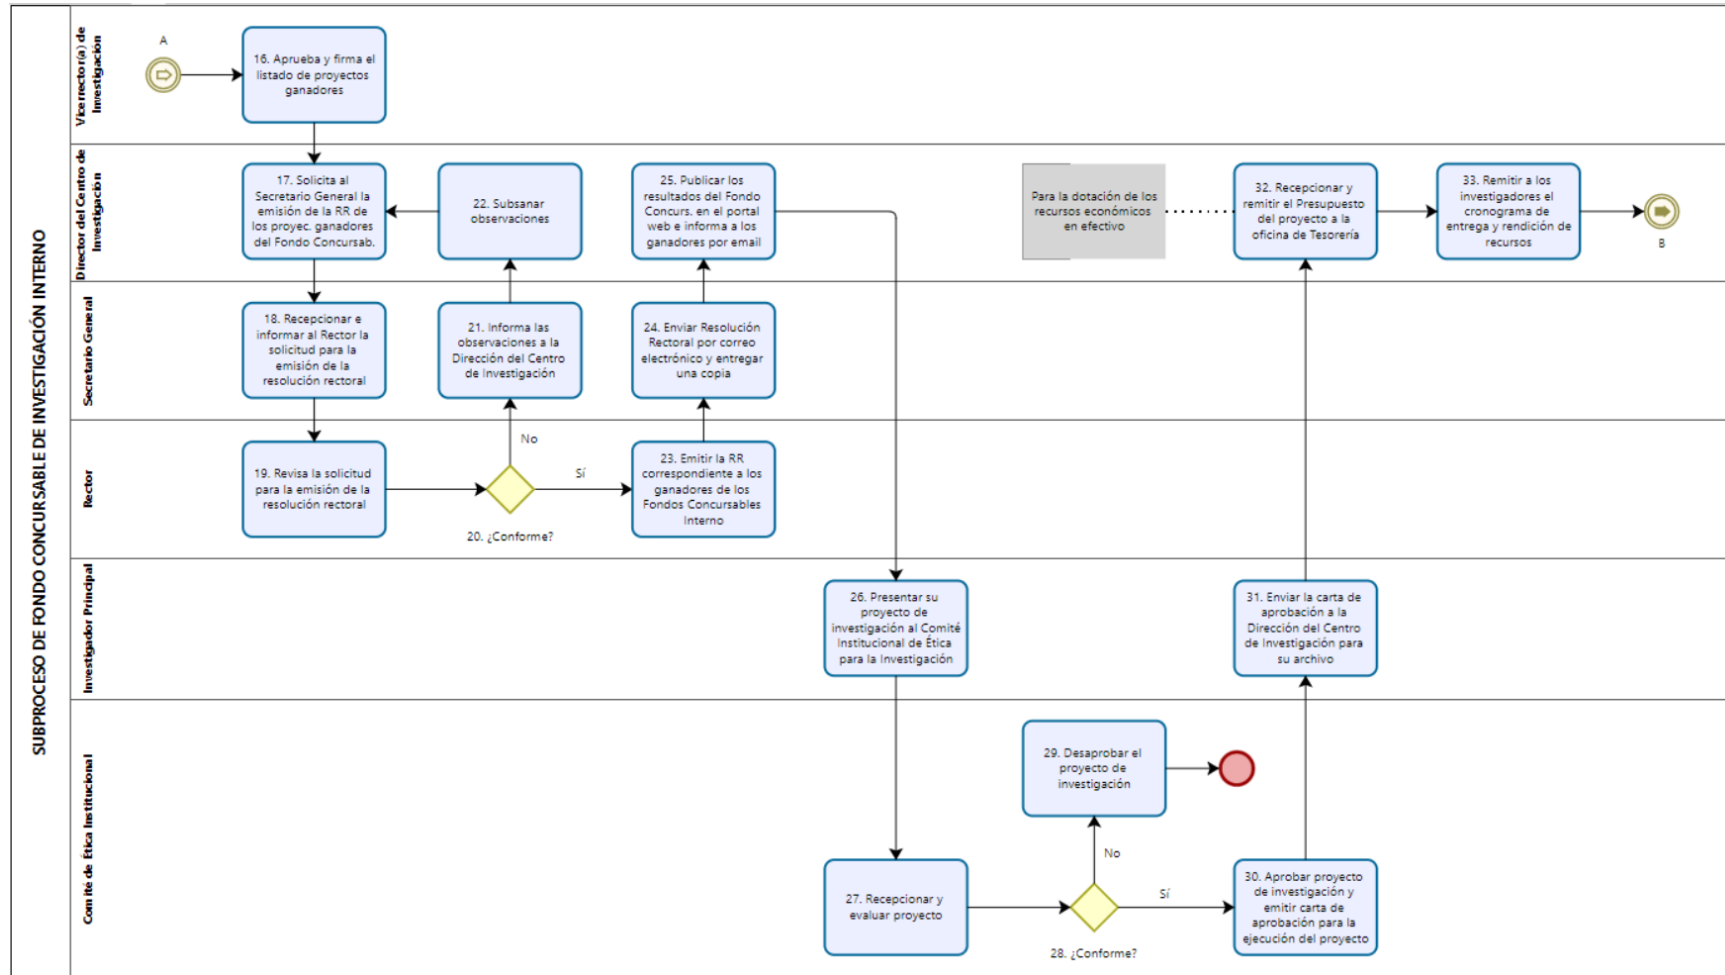 SUBPROCESO DE FONDO CONCURSABLE DE INVESTIGACIÓN INTERNO
Vicerrector(a) de
Investigación
A
16. Aprueba y firma el
listado de proyectos
ganadores
Director del Centro de
Investigación
17. Solicita al
Secretario General la
emisión de la RR de
los proyec. ganadores
del Fondo Concursab.
22. Subsanar
observaciones
25. Publicar los
resultados del Fondo
Concurs. en el portal
web e informa a los
ganadores por email
Para la dotación de los
recursos económicos
en efectivo
32. Recepcionar y
remitir el Presupuesto
del proyecto a la
oficina de Tesorería
33. Remitir a los
investigadores el
cronograma de
entrega y rendición de
recursos
B
Secretario General
18. Recepcionar e
informar al Rector la
solicitud para la
emisión de la
resolución rectoral
21. Informa las
observaciones a la
Dirección del Centro
de Investigación
24. Enviar Resolución
Rectoral por correo
electrónico y entregar
una copia
Rector
19. Revisa la solicitud
para la emisión de la
resolución rectoral
No
Sí
20. ¿Conforme?
23. Emitir la RR
correspondiente a los
ganadores de los
Fondos Concursables
Interno
Investigador Principal
26. Presentar su
proyecto de
investigación al Comité
Institucional de Ética
para la Investigación
31. Enviar la carta de
aprobación a la
Dirección del Centro
de Investigación para
su archivo
Comité de Ética Institucional
29. Desaprobar el
proyecto de
investigación
27. Recepcionar y
evaluar proyecto
No
Sí
28. ¿Conforme?
30. Aprobar proyecto
de investigación y
emitir carta de
aprobación para la
ejecución del proyecto